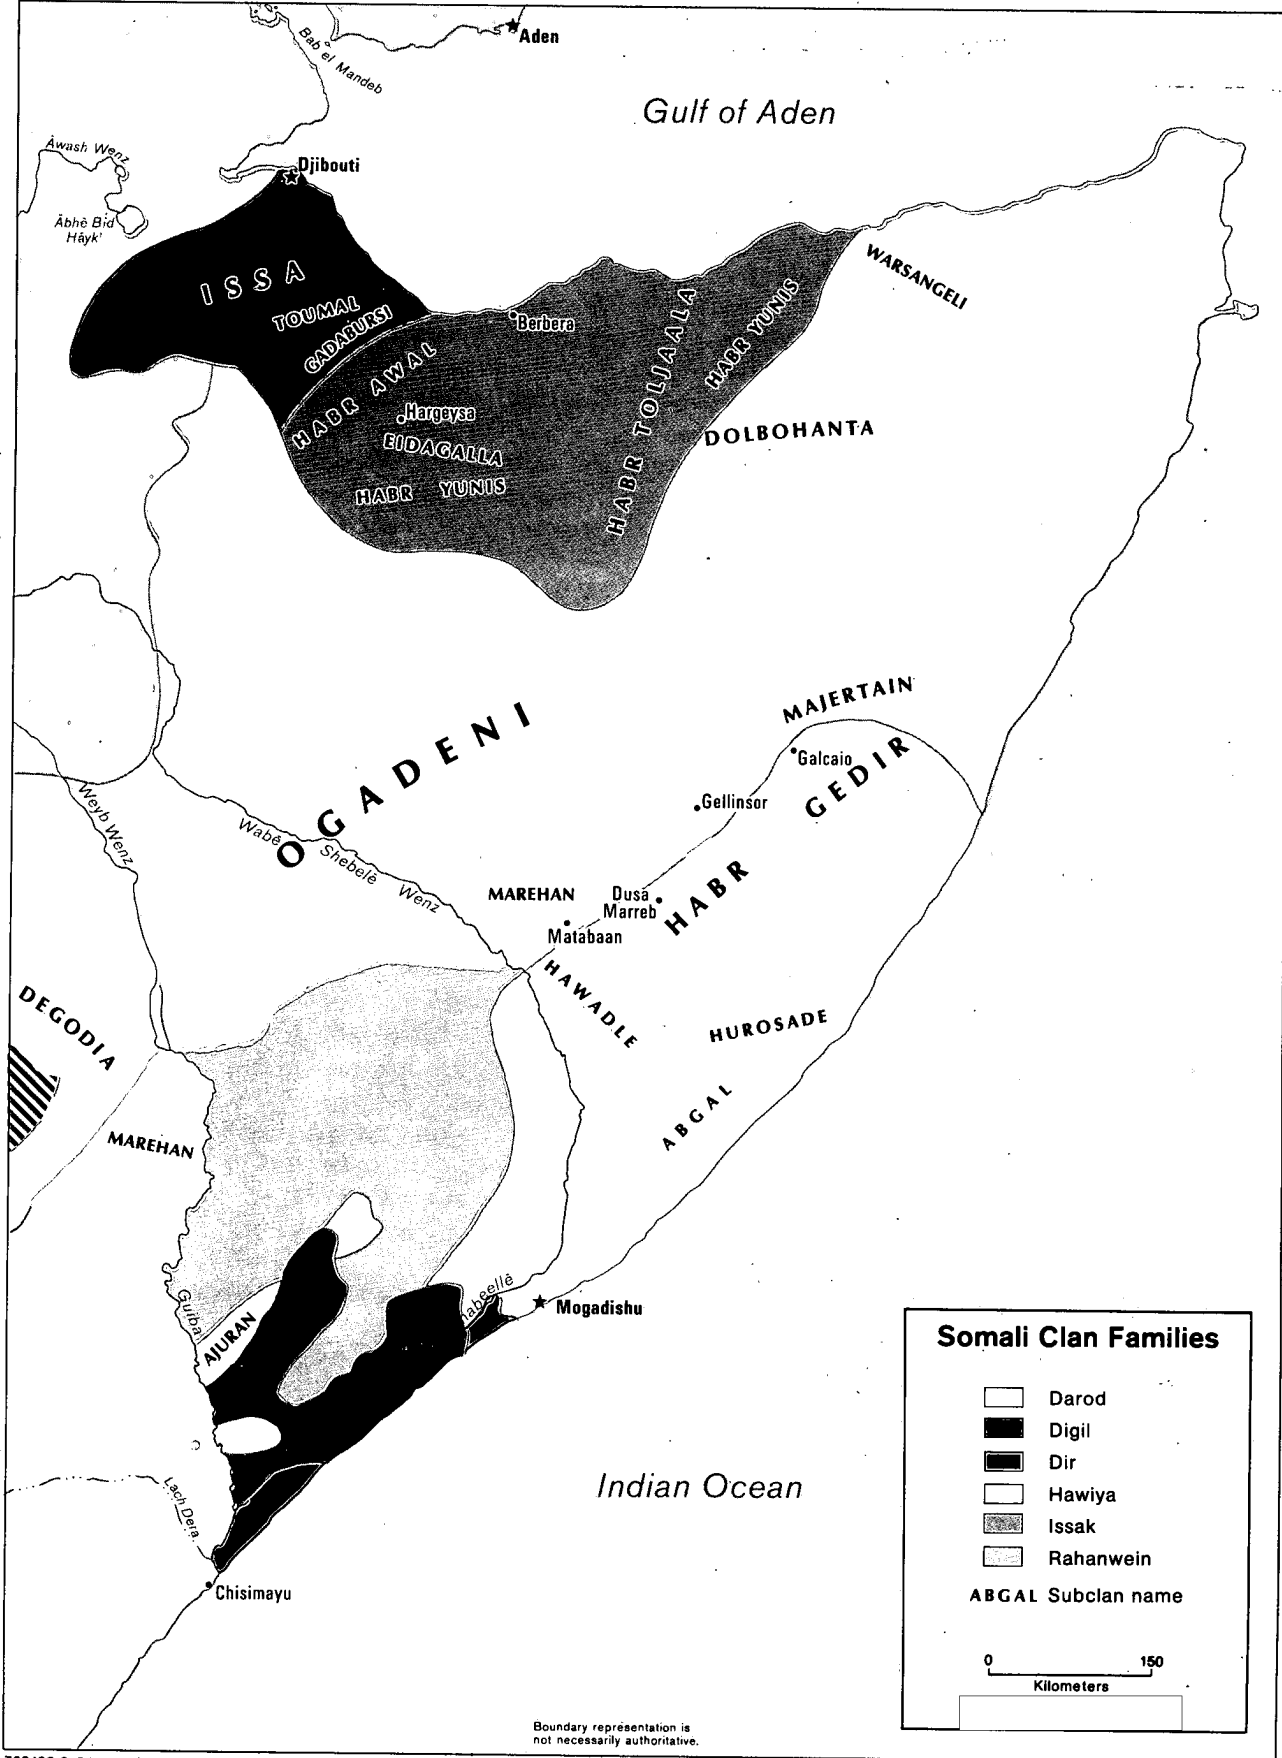 Aden
Bab el Mandeb
Gulf of Aden
Āwash Wenz
Djibouti
Ābhē Bid
Hāyk'
ISSA
TOUMAL
GADABURSI
WARSANGELI
Berbera
HABR AWAL
HABR TOLJAALA
HABR YUNIS
Hargeysa
EIDAGALLA
HABR YUNIS
DOLBOHANTA
OGADENI
MAJERTAIN
Galcaio
HABR GEDIR
Gellinsor
Weyb Wenz
Wabē Shebelē Wenz
MAREHAN
Dusa
Marreb
Matabaan
HAWADLE
DEGODIA
HUROSADE
ABGAL
MAREHAN
Guiba
AJURAN
Mogadishu
Lach Dera
Chisimayu
Indian Ocean
Somali Clan Families
Darod
Digil
Dir
Hawiya
Issak
Rahanwein
ABGAL Subclan name
0 150
Kilometers
Boundary representation is
not necessarily authoritative.